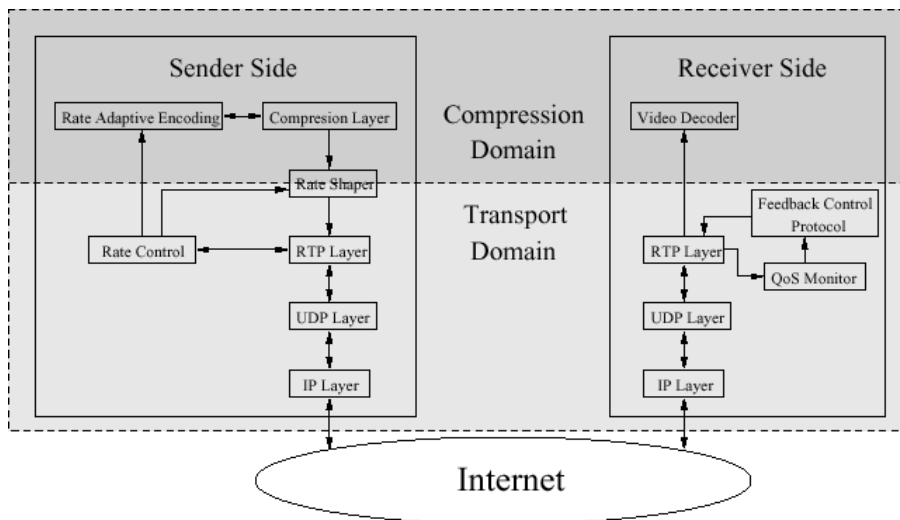 Sender Side
Receiver Side
Rate Adaptive Encoding
Compresion Layer
Compression
Domain
Video Decoder
Rate Shaper
Transport
Domain
Feedback Control
Protocol
Rate Control
RTP Layer
RTP Layer
QoS Monitor
UDP Layer
UDP Layer
IP Layer
IP Layer
Internet